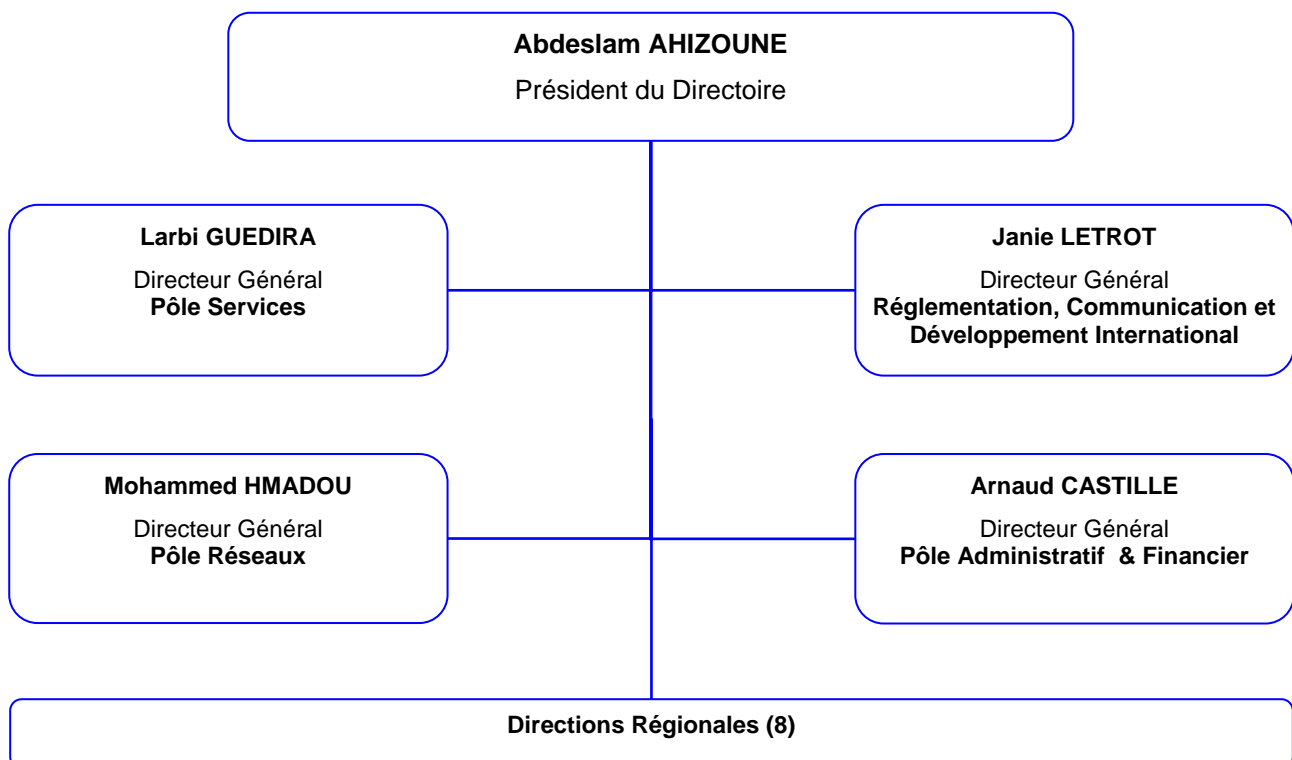 Abdeslam AHIZOUNE
Président du Directoire
Larbi GUEDIRA
Directeur Général
Pôle Services
Janie LETROT
Directeur Général
Réglementation, Communication et
Développement International
Mohammed HMADOU
Directeur Général
Pôle Réseaux
Arnaud CASTILLE
Directeur Général
Pôle Administratif & Financier
Directions Régionales (8)